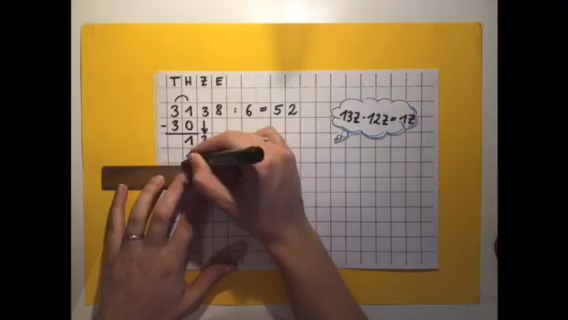 T H Z E
3 1 3 8 : 6 = 5 2
- 3 0
1
13Z - 12Z = 1Z